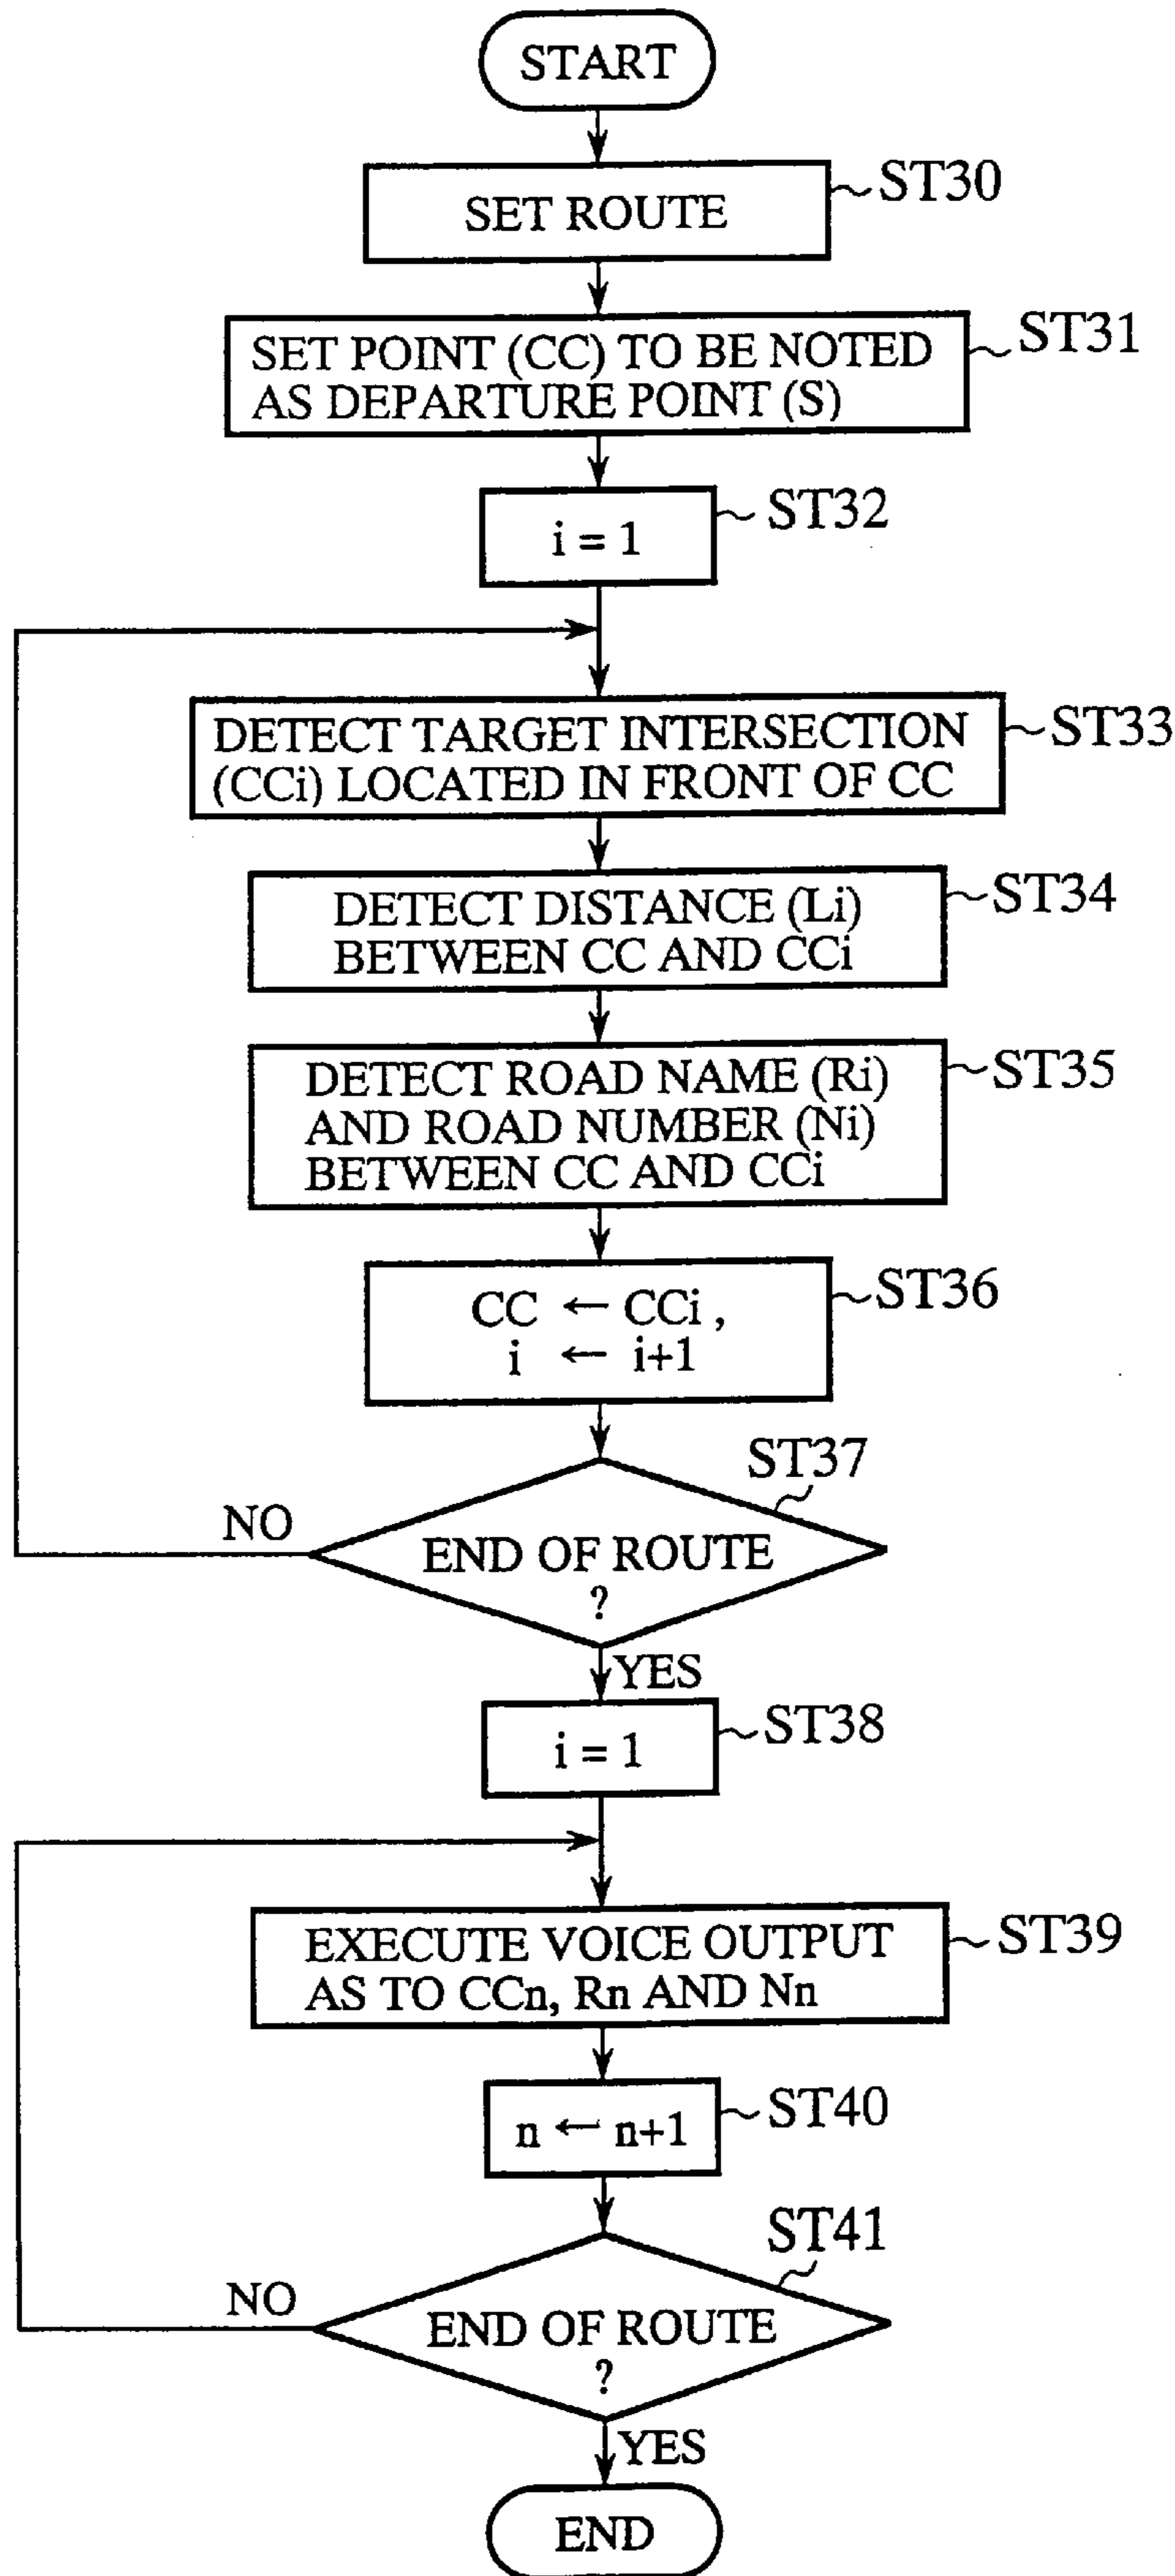 START
SET ROUTE
ST30
SET POINT (CC) TO BE NOTED
AS DEPARTURE POINT (S)
ST31
i = 1
ST32
DETECT TARGET INTERSECTION
(CCi) LOCATED IN FRONT OF CC
ST33
DETECT DISTANCE (Li)
BETWEEN CC AND CCi
ST34
DETECT ROAD NAME (Ri)
AND ROAD NUMBER (Ni)
BETWEEN CC AND CCi
ST35
CC ← CCi ,
i ← i+1
ST36
ST37
NO
END OF ROUTE
?
YES
i = 1
ST38
EXECUTE VOICE OUTPUT
AS TO CCn, Rn AND Nn
ST39
n ← n+1
ST40
ST41
NO
END OF ROUTE
?
YES
END